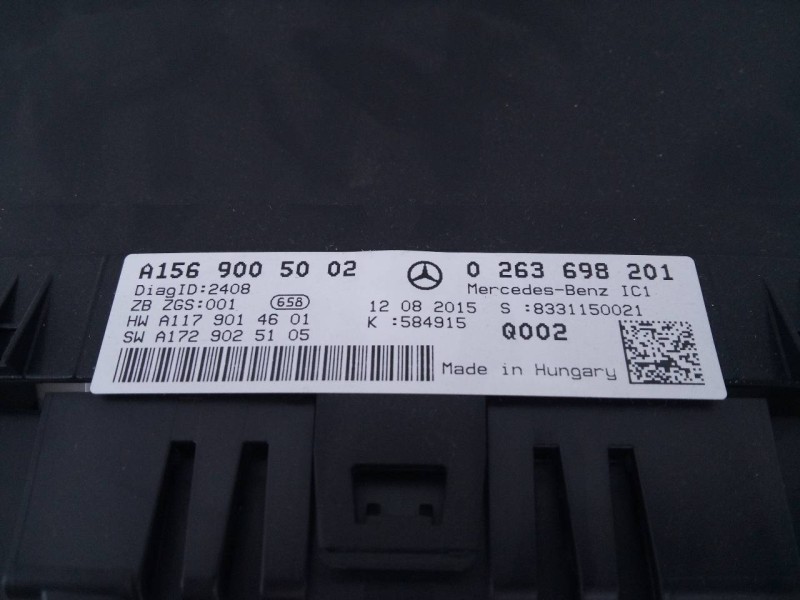 A156 900 50 02 0 263 698 201
DiagID:2408 Mercedes-Benz IC1
ZB ZGS:001 658 12 08 2015 S :8331150021
HW A117 901 46 01 K :584915 Q002
SW A172 902 51 05
Made in Hungary